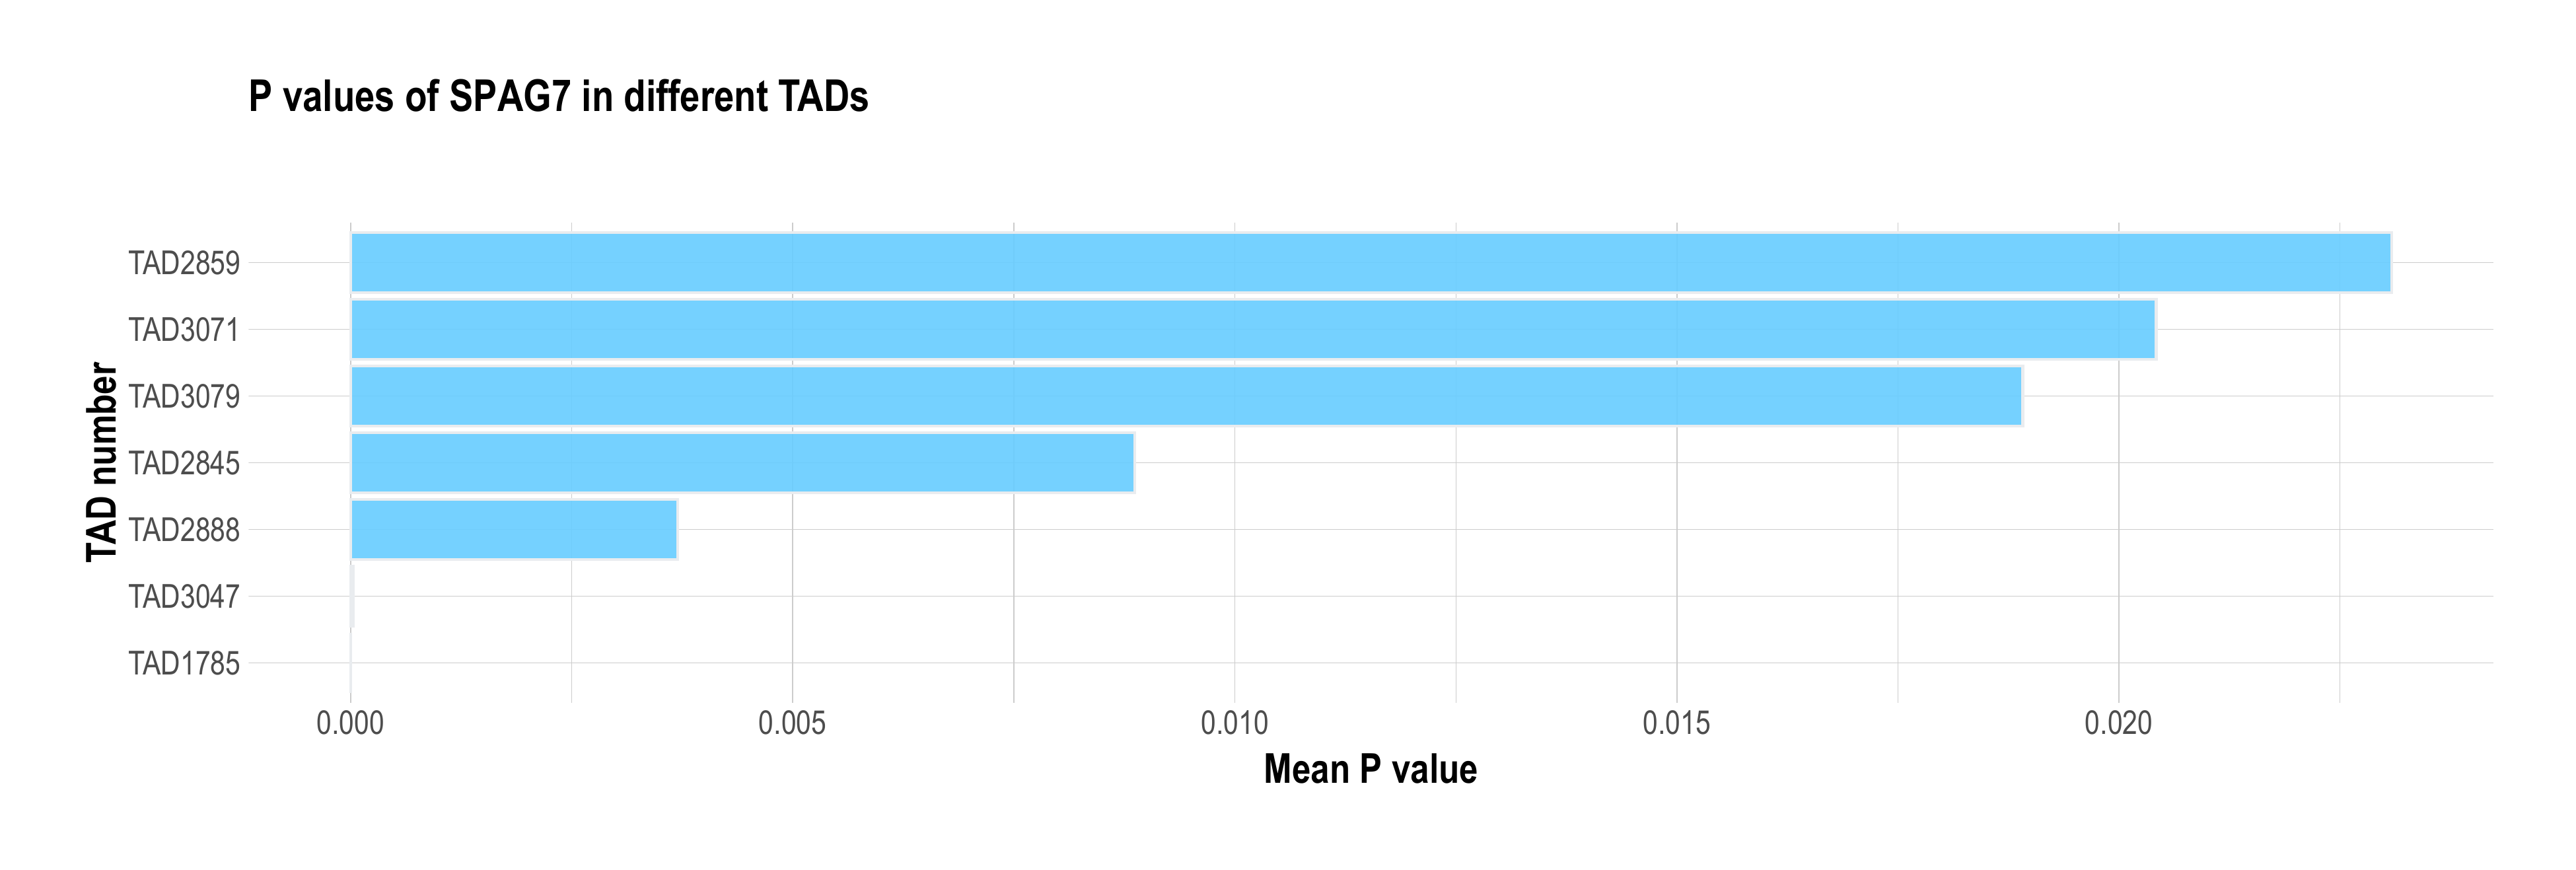 P values of SPAG7 in different TADs
TAD number
TAD2859
TAD3071
TAD3079
TAD2845
TAD2888
TAD3047
TAD1785
0.000 0.005 0.010 0.015 0.020
Mean P value